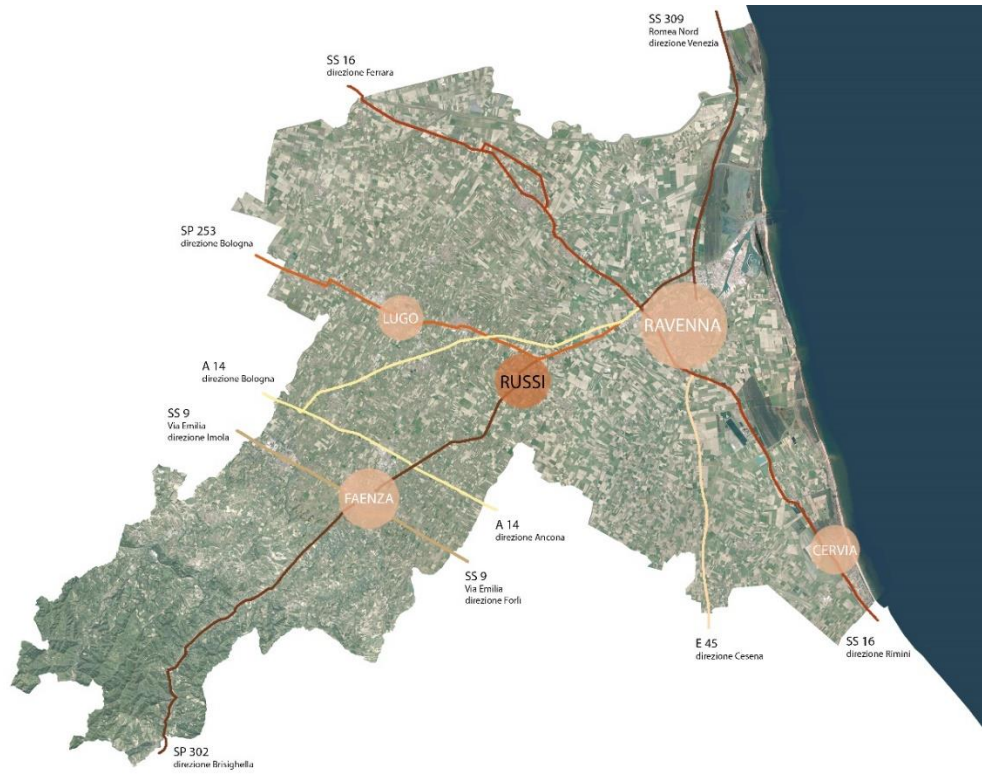 SS 309
Romea Nord
direzione Venezia
SS 16
direzione Ferrara
SP 253
direzione Bologna
LUGO
RAVENNA
A 14
direzione Bologna
RUSSI
SS 9
Via Emilia
direzione Imola
FAENZA
A 14
direzione Ancona
CERVIA
SS 9
Via Emilia
direzione Forlì
E 45
direzione Cesena
SS 16
direzione Rimini
SP 302
direzione Brisighella